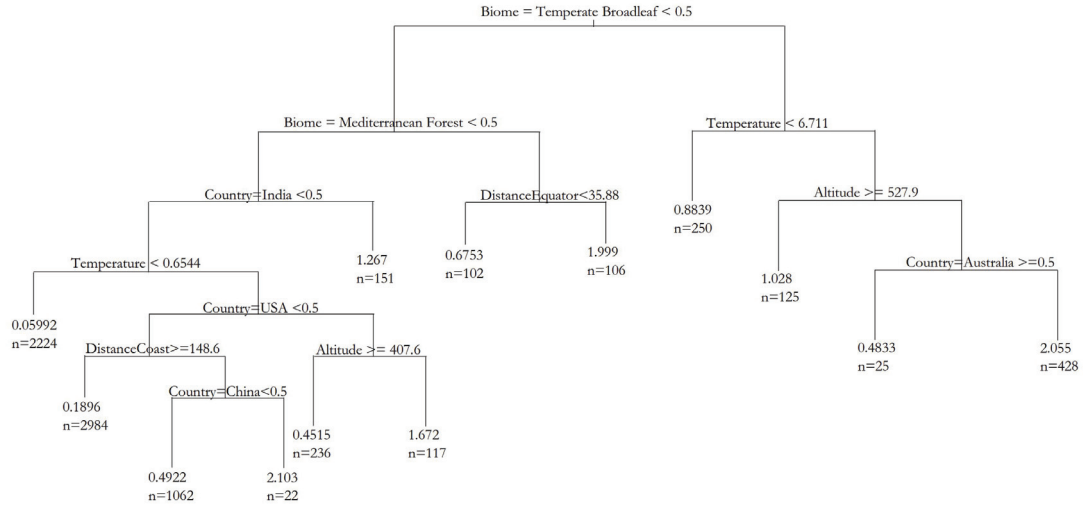 Biome = Temperate Broadleaf < 0.5
Biome = Mediterranean Forest < 0.5
Temperature < 6.711
Country=India <0.5
DistanceEquator<35.88
0.8839
n=250
Altitude >= 527.9
Temperature < 0.6544
1.267
n=151
0.6753
n=102
1.999
n=106
1.028
n=125
Country=Australia >=0.5
0.05992
n=2224
Country=USA <0.5
DistanceCoast>=148.6
Altitude >= 407.6
0.4833
n=25
2.055
n=428
0.1896
n=2984
Country=China<0.5
0.4515
n=236
1.672
n=117
0.4922
n=1062
2.103
n=22